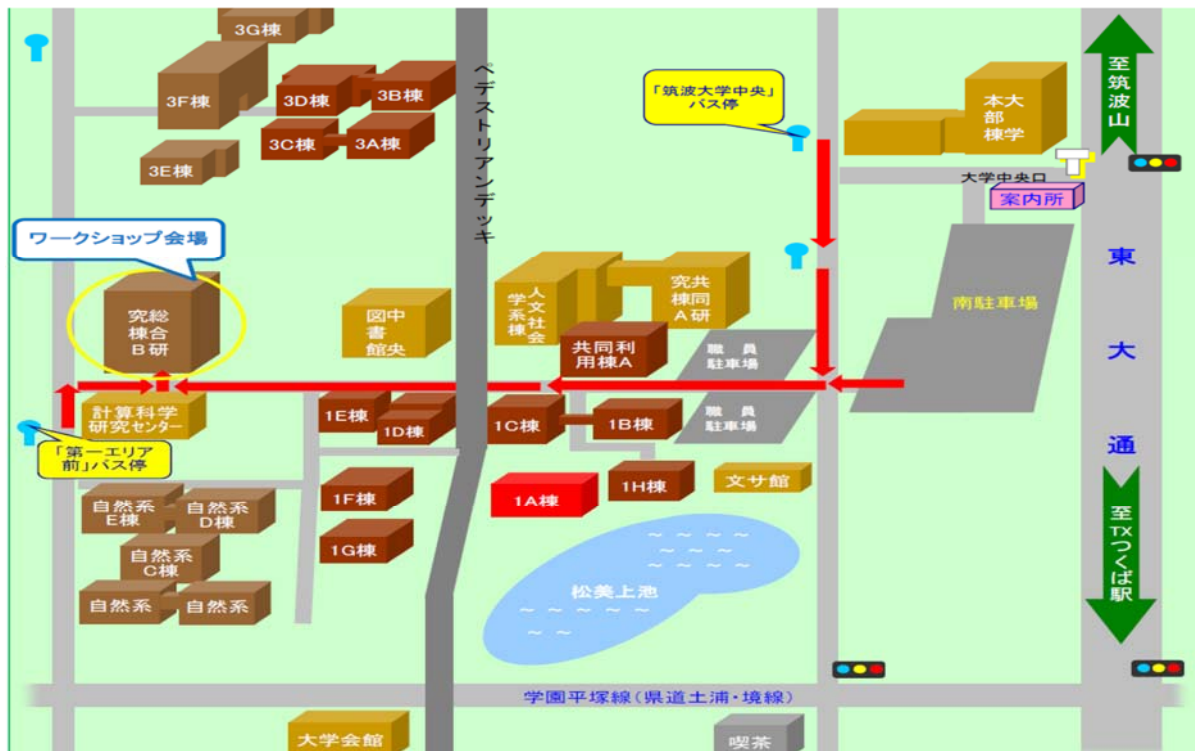 3G棟
3F棟
3D棟
3B棟
3C棟
3A棟
3E棟
ペデストリアンデッキ
「筑波大学中央」
バス停
大学
本部棟
至筑波山
大学中央口
案内所
ワークショップ会場
総合研
究棟B
中央
図書館
人文社会
学系棟
共同研
究棟A
共同利
用棟A
職員
駐車場
南駐車場
東大通
計算科学
研究センター
「第一エリア
前」バス停
1E棟
1D棟
1C棟
1B棟
職員
駐車場
1F棟
1G棟
1A棟
1H棟
文サ館
自然系
E棟
自然系
D棟
自然系
C棟
自然系
自然系
松美上池
至TXつくば駅
学園平塚線(県道土浦・境線)
大学会館
喫茶